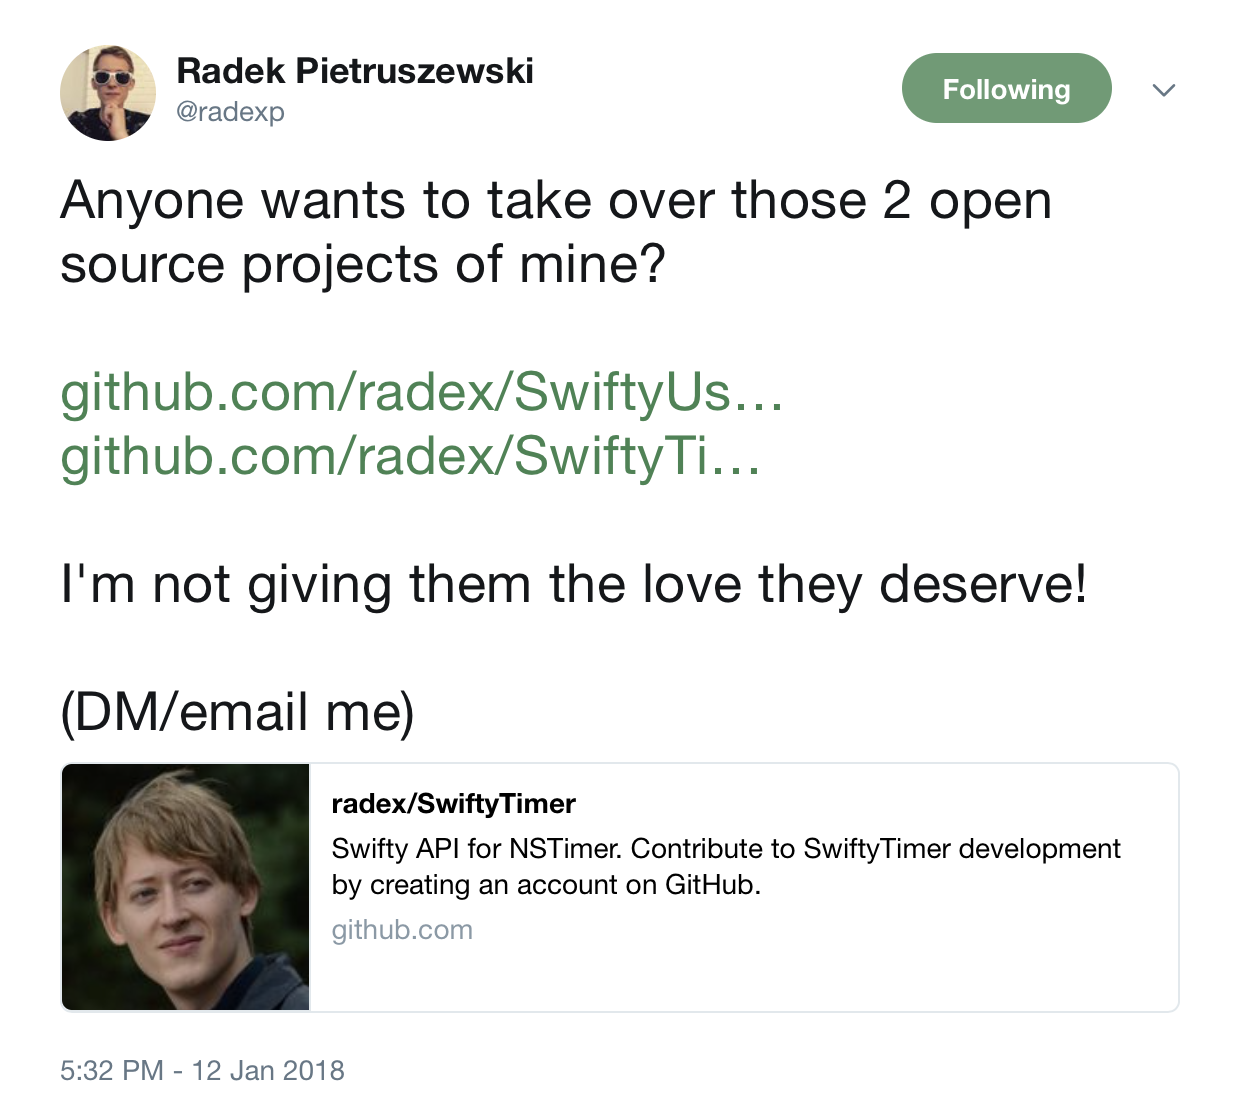 Radek Pietruszewski
@radexp
Following
Anyone wants to take over those 2 open
source projects of mine?
github.com/radex/SwiftyUs...
github.com/radex/SwiftyTi...
I'm not giving them the love they deserve!
(DM/email me)
radex/SwiftyTimer
Swifty API for NSTimer. Contribute to SwiftyTimer development
by creating an account on GitHub.
github.com
5:32 PM - 12 Jan 2018